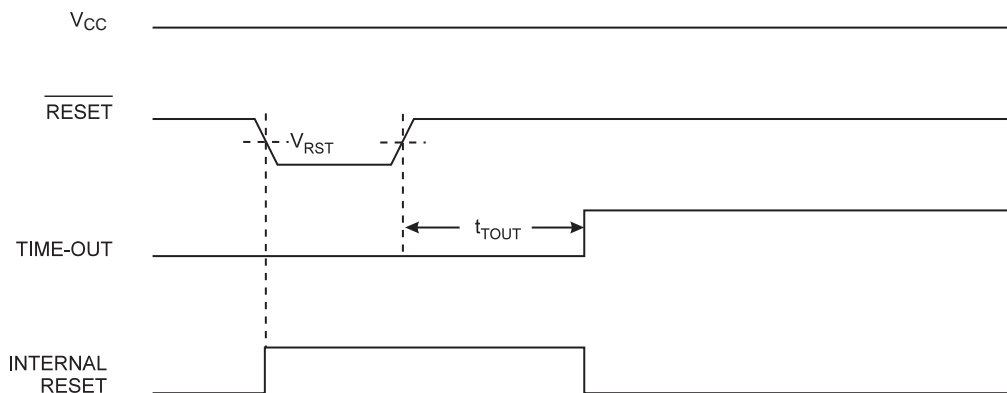 VCC
RESET
VRST
tTOUT
TIME-OUT
INTERNAL
RESET